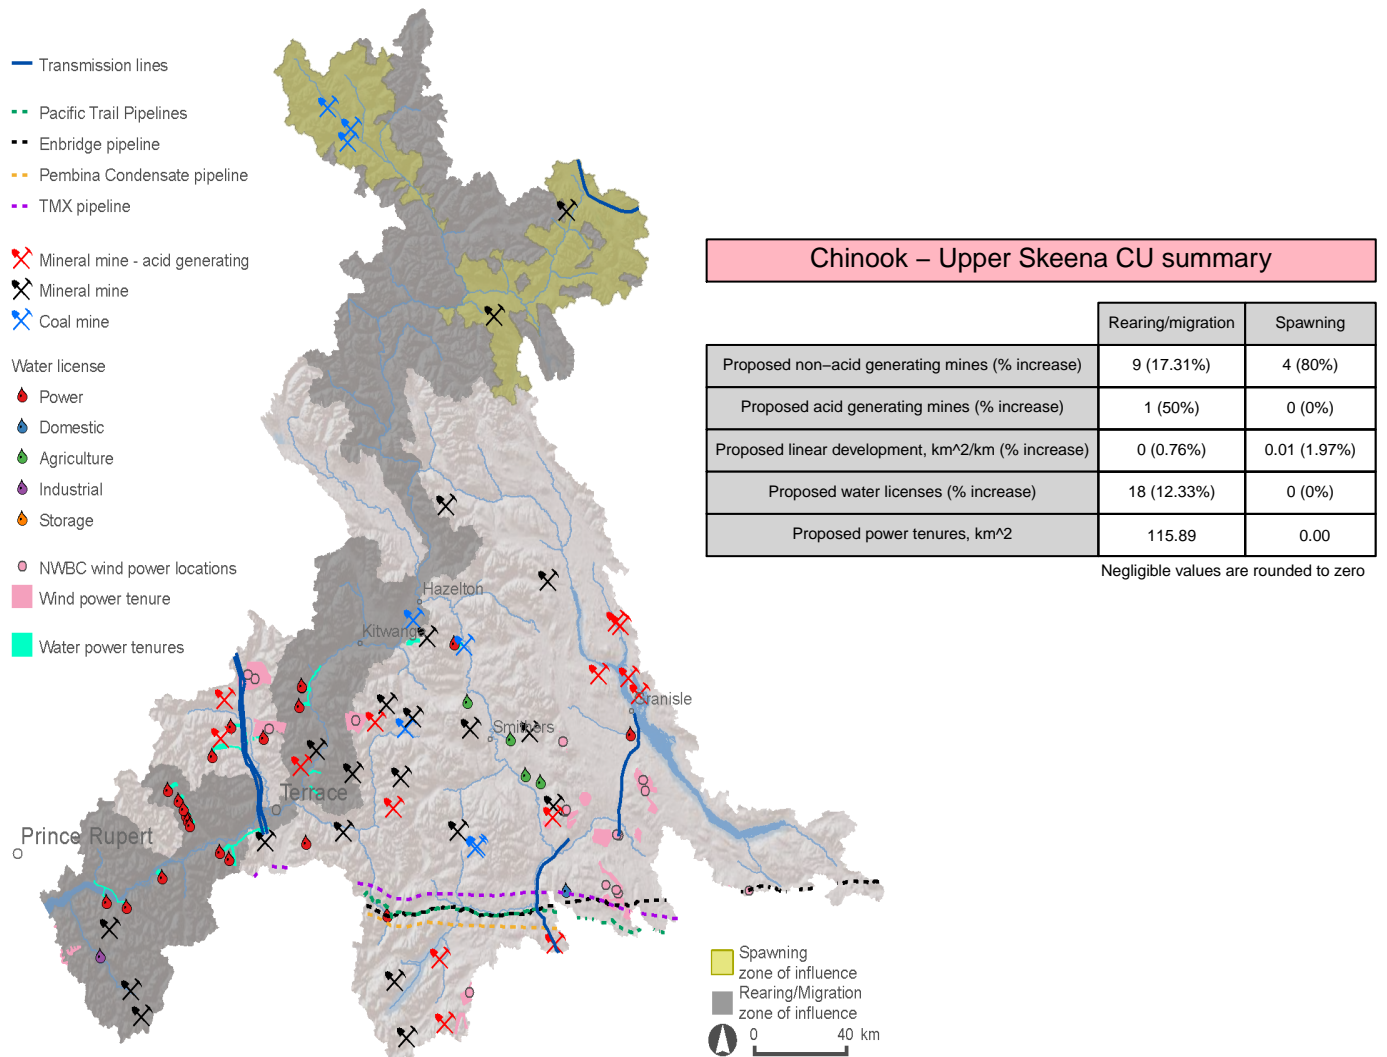 Transmission lines
Pacific Trail Pipelines
Enbridge pipeline
Pembina Condensate pipeline
TMX pipeline
Mineral mine - acid generating
Mineral mine
Coal mine
Water license
Power
Domestic
Agriculture
Industrial
Storage
NWBC wind power locations
Wind power tenure
Water power tenures
Hazelton
Kitwanga
Granisle
Smithers
Terrace
Prince Rupert
Chinook – Upper Skeena CU summary
Rearing/migration Spawning
Proposed non−acid generating mines (% increase) 9 (17.31%) 4 (80%)
Proposed acid generating mines (% increase) 1 (50%) 0 (0%)
Proposed linear development, km^2/km (% increase) 0 (0.76%) 0.01 (1.97%)
Proposed water licenses (% increase) 18 (12.33%) 0 (0%)
Proposed power tenures, km^2 115.89 0.00
Negligible values are rounded to zero
Spawning
zone of influence
Rearing/Migration
zone of influence
0 40 km